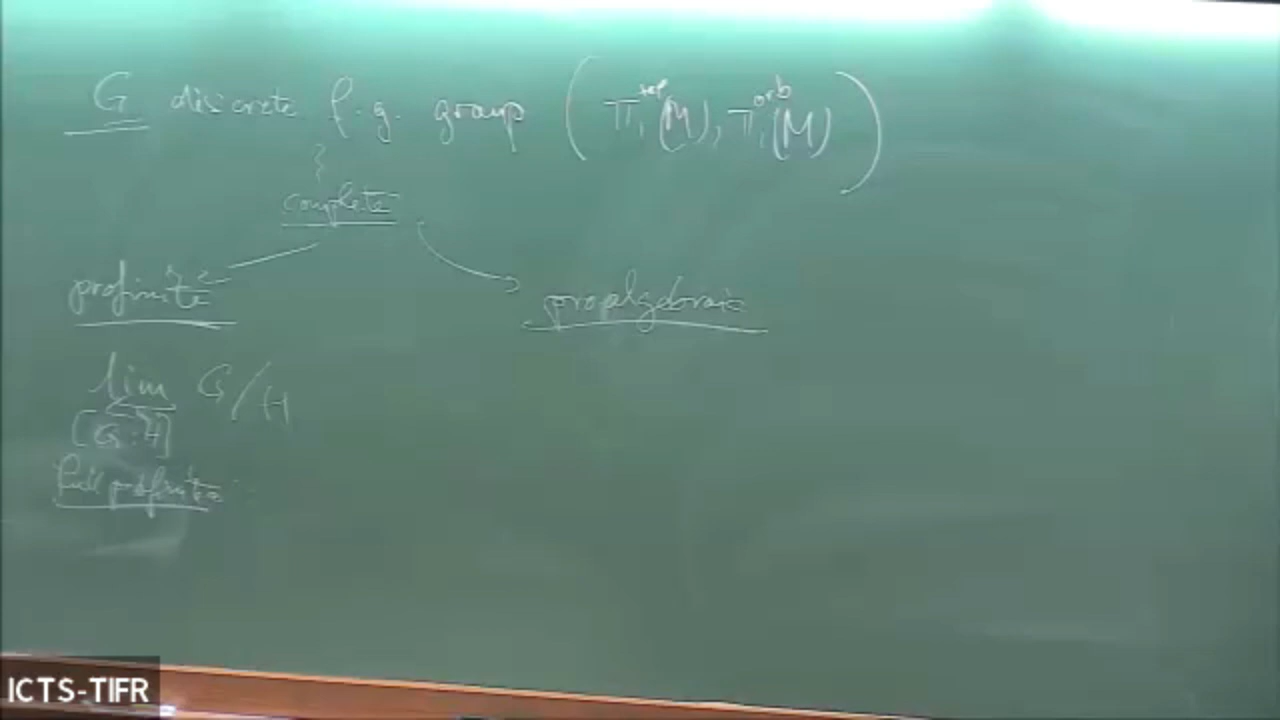 G discrete f.g. group (π₁^top(M), π₁^orb(M))
complete
profinite
proalgebraic
lim G/H
[G:H]
full profinite
ICTS-TIFR